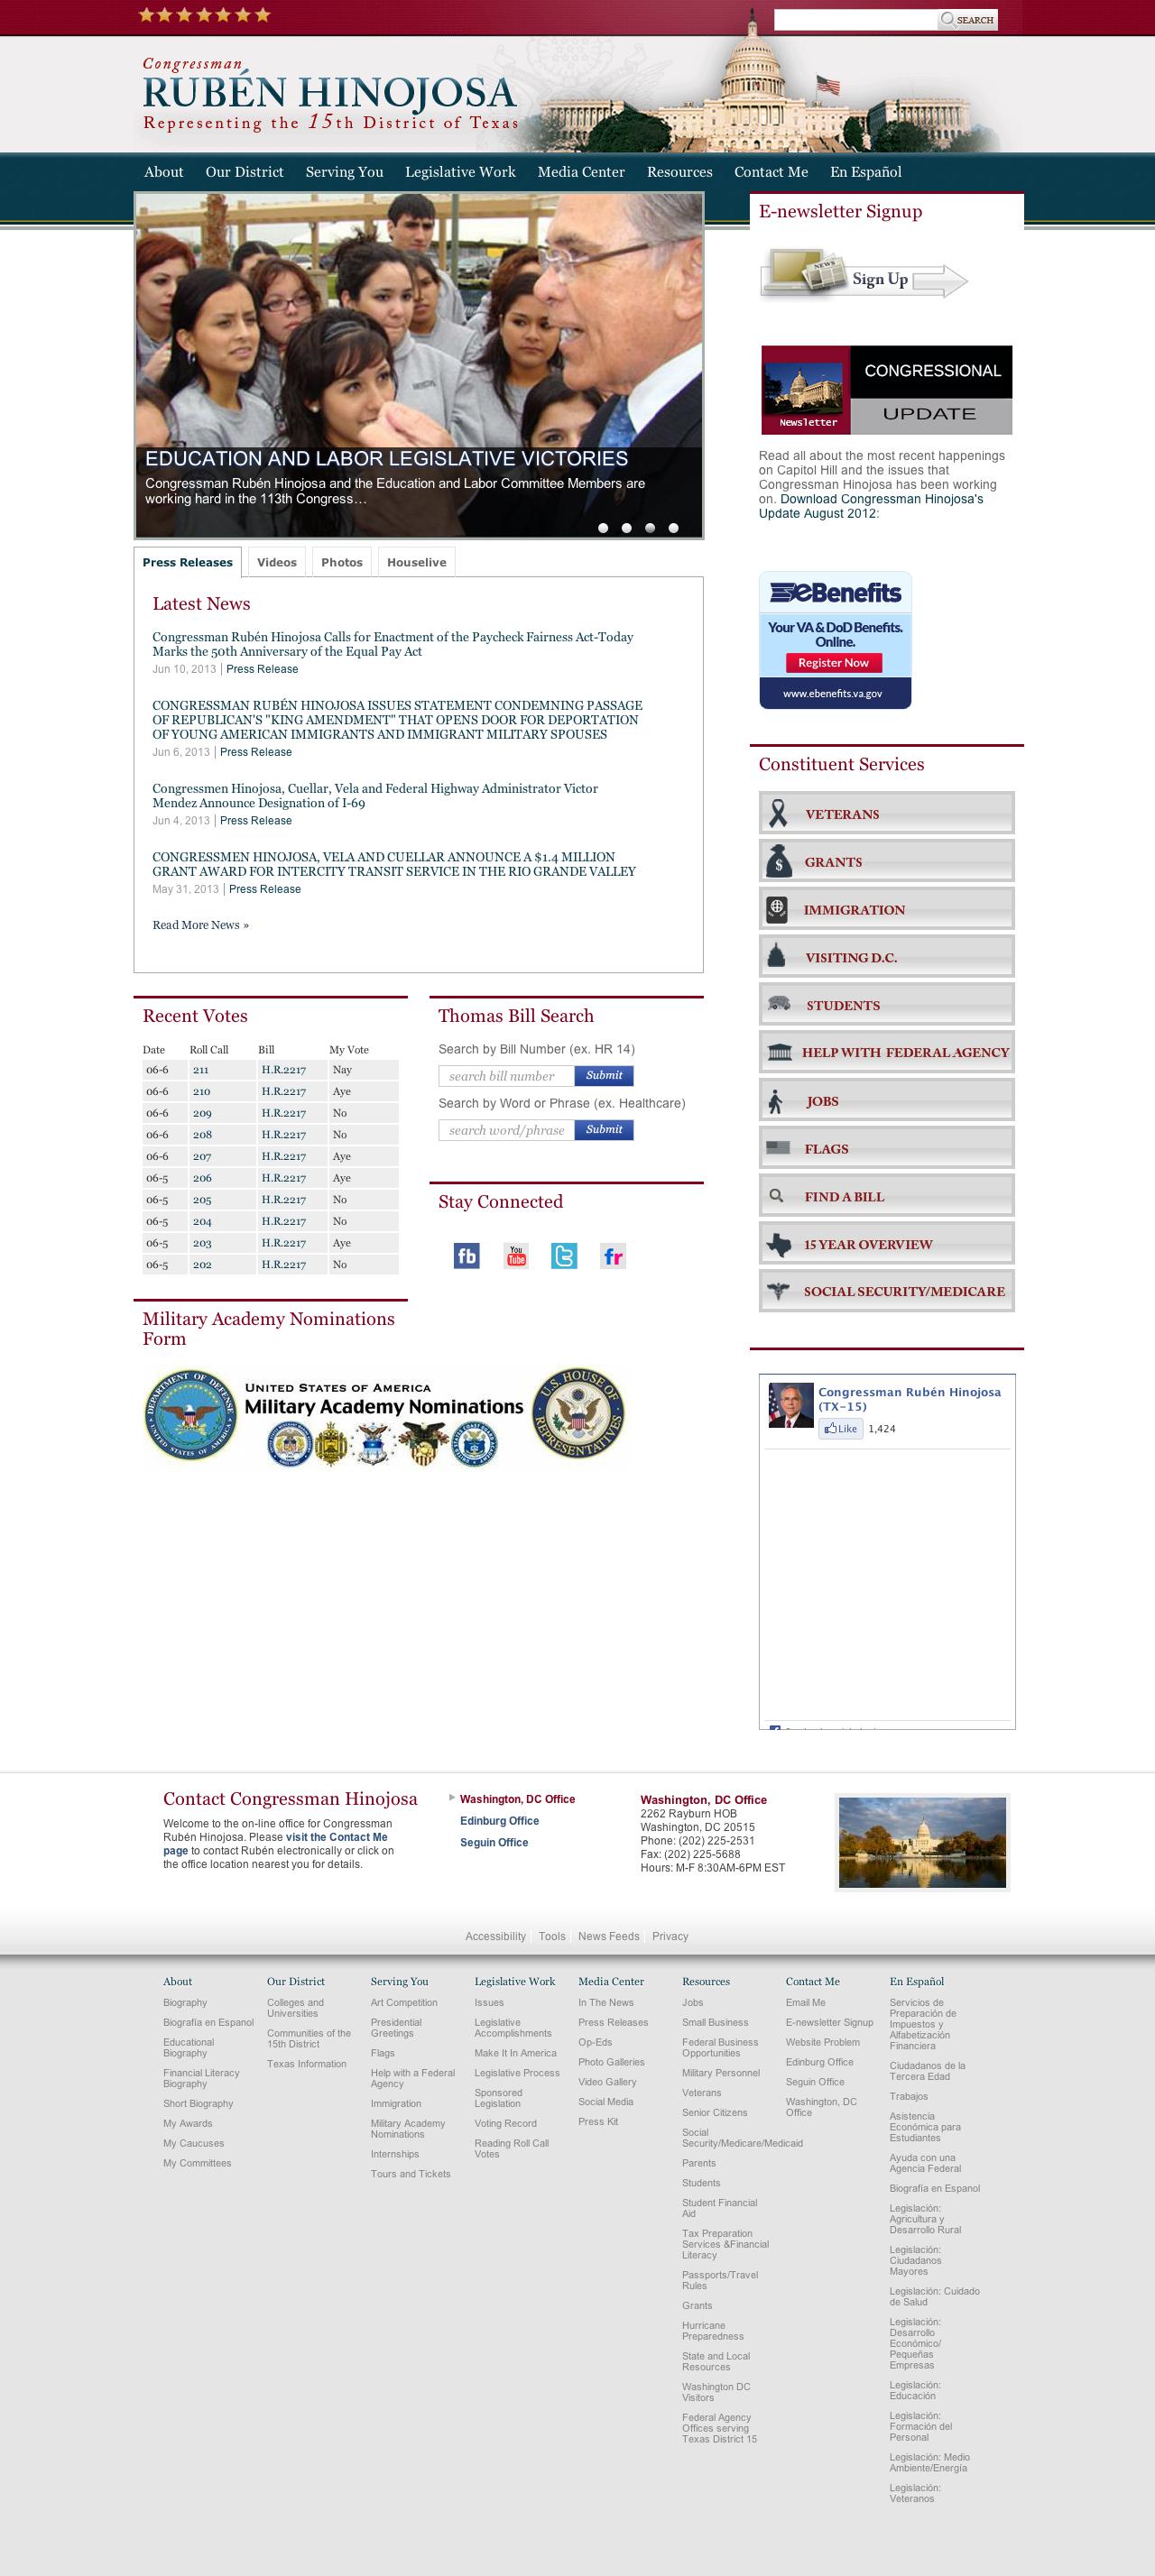 SEARCH
Congressman
RUBÉN HINOJOSA
Representing the 15th District of Texas
About Our District Serving You Legislative Work Media Center Resources Contact Me En Español
EDUCATION AND LABOR LEGISLATIVE VICTORIES
Congressman Rubén Hinojosa and the Education and Labor Committee Members are
working hard in the 113th Congress…
E-newsletter Signup
NEWS
Sign Up
CONGRESSIONAL
UPDATE
Newsletter
Read all about the most recent happenings
on Capitol Hill and the issues that
Congressman Hinojosa has been working
on. Download Congressman Hinojosa's
Update August 2012:
eBenefits
Your VA & DoD Benefits.
Online.
Register Now
www.ebenefits.va.gov
Press Releases Videos Photos Houselive
Latest News
Congressman Rubén Hinojosa Calls for Enactment of the Paycheck Fairness Act-Today
Marks the 50th Anniversary of the Equal Pay Act
Jun 10, 2013 | Press Release
CONGRESSMAN RUBÉN HINOJOSA ISSUES STATEMENT CONDEMNING PASSAGE
OF REPUBLICAN'S "KING AMENDMENT" THAT OPENS DOOR FOR DEPORTATION
OF YOUNG AMERICAN IMMIGRANTS AND IMMIGRANT MILITARY SPOUSES
Jun 6, 2013 | Press Release
Congressmen Hinojosa, Cuellar, Vela and Federal Highway Administrator Victor
Mendez Announce Designation of I-69
Jun 4, 2013 | Press Release
CONGRESSMEN HINOJOSA, VELA AND CUELLAR ANNOUNCE A $1.4 MILLION
GRANT AWARD FOR INTERCITY TRANSIT SERVICE IN THE RIO GRANDE VALLEY
May 31, 2013 | Press Release
Read More News »
Constituent Services
VETERANS
$ GRANTS
IMMIGRATION
VISITING D.C.
STUDENTS
HELP WITH FEDERAL AGENCY
JOBS
FLAGS
FIND A BILL
15 YEAR OVERVIEW
SOCIAL SECURITY/MEDICARE
Recent Votes
Date Roll Call Bill My Vote
06-6 211 H.R.2217 Nay
06-6 210 H.R.2217 Aye
06-6 209 H.R.2217 No
06-6 208 H.R.2217 No
06-6 207 H.R.2217 Aye
06-5 206 H.R.2217 Aye
06-5 205 H.R.2217 No
06-5 204 H.R.2217 No
06-5 203 H.R.2217 Aye
06-5 202 H.R.2217 No
Thomas Bill Search
Search by Bill Number (ex. HR 14)
search bill number Submit
Search by Word or Phrase (ex. Healthcare)
search word/phrase Submit
Stay Connected
fb You Tube t fr
Military Academy Nominations
Form
DEPARTMENT OF DEFENSE
UNITED STATES OF AMERICA
UNITED STATES OF AMERICA
Military Academy Nominations
U.S. HOUSE OF
REPRESENTATIVES
Congressman Rubén Hinojosa
(TX-15)
Like 1,424
Contact Congressman Hinojosa
Welcome to the on-line office for Congressman
Rubén Hinojosa. Please visit the Contact Me
page to contact Rubén electronically or click on
the office location nearest you for details.
Washington, DC Office
Edinburg Office
Seguin Office
Washington, DC Office
2262 Rayburn HOB
Washington, DC 20515
Phone: (202) 225-2531
Fax: (202) 225-5688
Hours: M-F 8:30AM-6PM EST
Accessibility Tools News Feeds Privacy
About
Biography
Biografía en Espanol
Educational
Biography
Financial Literacy
Biography
Short Biography
My Awards
My Caucuses
My Committees
Our District
Colleges and
Universities
Communities of the
15th District
Texas Information
Serving You
Art Competition
Presidential
Greetings
Flags
Help with a Federal
Agency
Immigration
Military Academy
Nominations
Internships
Tours and Tickets
Legislative Work
Issues
Legislative
Accomplishments
Make It In America
Legislative Process
Sponsored
Legislation
Voting Record
Reading Roll Call
Votes
Media Center
In The News
Press Releases
Op-Eds
Photo Galleries
Video Gallery
Social Media
Press Kit
Resources
Jobs
Small Business
Federal Business
Opportunities
Military Personnel
Veterans
Senior Citizens
Social
Security/Medicare/Medicaid
Parents
Students
Student Financial
Aid
Tax Preparation
Services &Financial
Literacy
Passports/Travel
Rules
Grants
Hurricane
Preparedness
State and Local
Resources
Washington DC
Visitors
Federal Agency
Offices serving
Texas District 15
Contact Me
Email Me
E-newsletter Signup
Website Problem
Edinburg Office
Seguin Office
Washington, DC
Office
En Español
Servicios de
Preparación de
Impuestos y
Alfabetización
Financiera
Ciudadanos de la
Tercera Edad
Trabajos
Asistencia
Económica para
Estudiantes
Ayuda con una
Agencia Federal
Biografía en Espanol
Legislación:
Agricultura y
Desarrollo Rural
Legislación:
Ciudadanos
Mayores
Legislación: Cuidado
de Salud
Legislación:
Desarrollo
Económico/
Pequeñas
Empresas
Legislación:
Educación
Legislación:
Formación del
Personal
Legislación: Medio
Ambiente/Energía
Legislación:
Veteranos